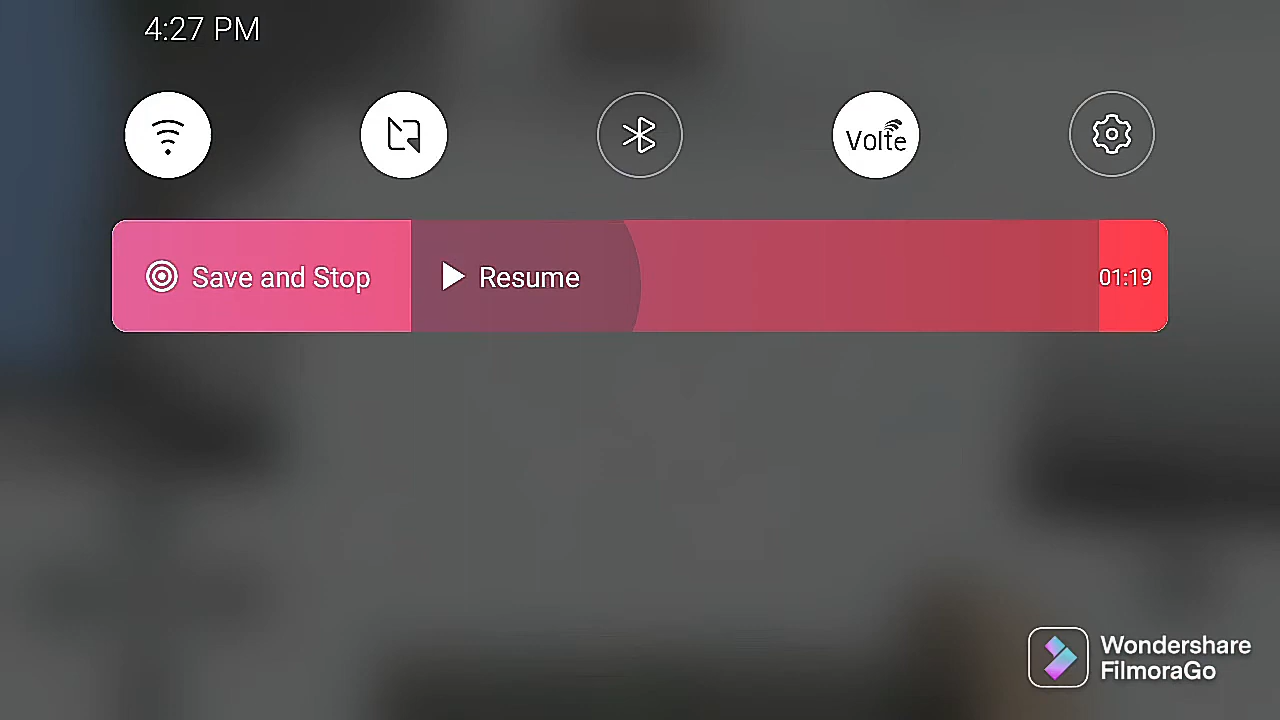 4:27 PM
Volte
Save and Stop
Resume
01:19
Wondershare
FilmoraGo